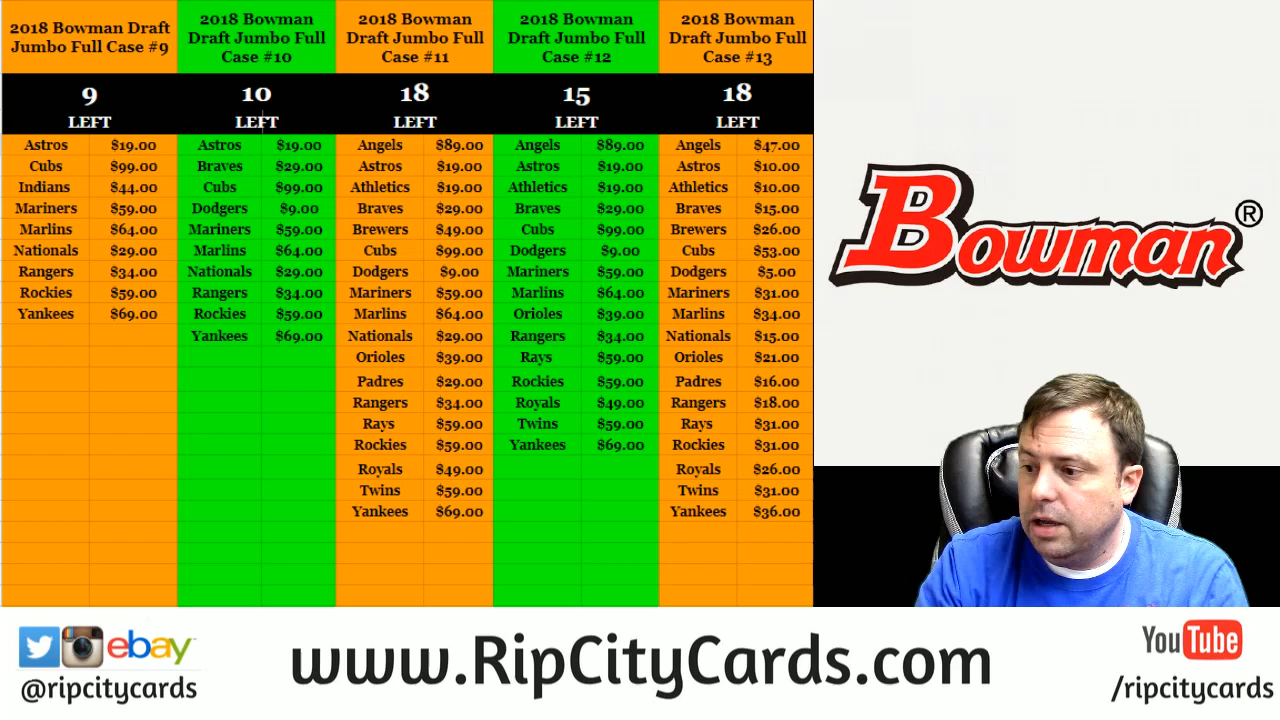 2018 Bowman Draft
Jumbo Full Case #9
9
LEFT
Astros $19.00
Cubs $99.00
Indians $44.00
Mariners $59.00
Marlins $64.00
Nationals $29.00
Rangers $34.00
Rockies $59.00
Yankees $69.00
2018 Bowman
Draft Jumbo Full
Case #10
10
LEFT
Astros $19.00
Braves $29.00
Cubs $99.00
Dodgers $9.00
Mariners $59.00
Marlins $64.00
Nationals $29.00
Rangers $34.00
Rockies $59.00
Yankees $69.00
2018 Bowman
Draft Jumbo Full
Case #11
18
LEFT
Angels $89.00
Astros $19.00
Athletics $19.00
Braves $29.00
Brewers $49.00
Cubs $99.00
Dodgers $9.00
Mariners $59.00
Marlins $64.00
Nationals $29.00
Orioles $39.00
Padres $29.00
Rangers $34.00
Rays $59.00
Rockies $59.00
Royals $49.00
Twins $59.00
Yankees $69.00
2018 Bowman
Draft Jumbo Full
Case #12
15
LEFT
Angels $89.00
Astros $19.00
Athletics $19.00
Braves $29.00
Cubs $99.00
Dodgers $9.00
Mariners $59.00
Marlins $64.00
Orioles $39.00
Rangers $34.00
Rays $59.00
Rockies $59.00
Royals $49.00
Twins $59.00
Yankees $69.00
2018 Bowman
Draft Jumbo Full
Case #13
18
LEFT
Angels $47.00
Astros $10.00
Athletics $10.00
Braves $15.00
Brewers $26.00
Cubs $53.00
Dodgers $5.00
Mariners $31.00
Marlins $34.00
Nationals $15.00
Orioles $21.00
Padres $16.00
Rangers $18.00
Rays $31.00
Rockies $31.00
Royals $26.00
Twins $31.00
Yankees $36.00
Bowman®
ebay™
@ripcitycards
www.RipCityCards.com
YouTube
/ripcitycards